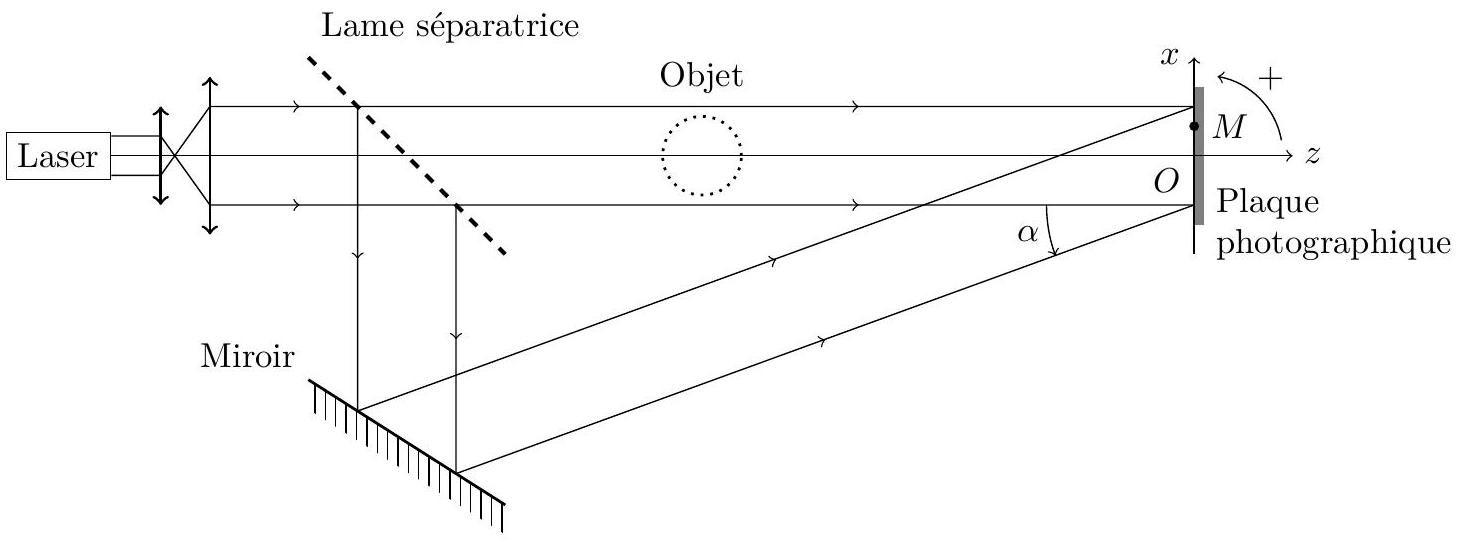 Lame séparatrice
x
Objet
+
Laser
M
z
O
Plaque
photographique
α
Miroir